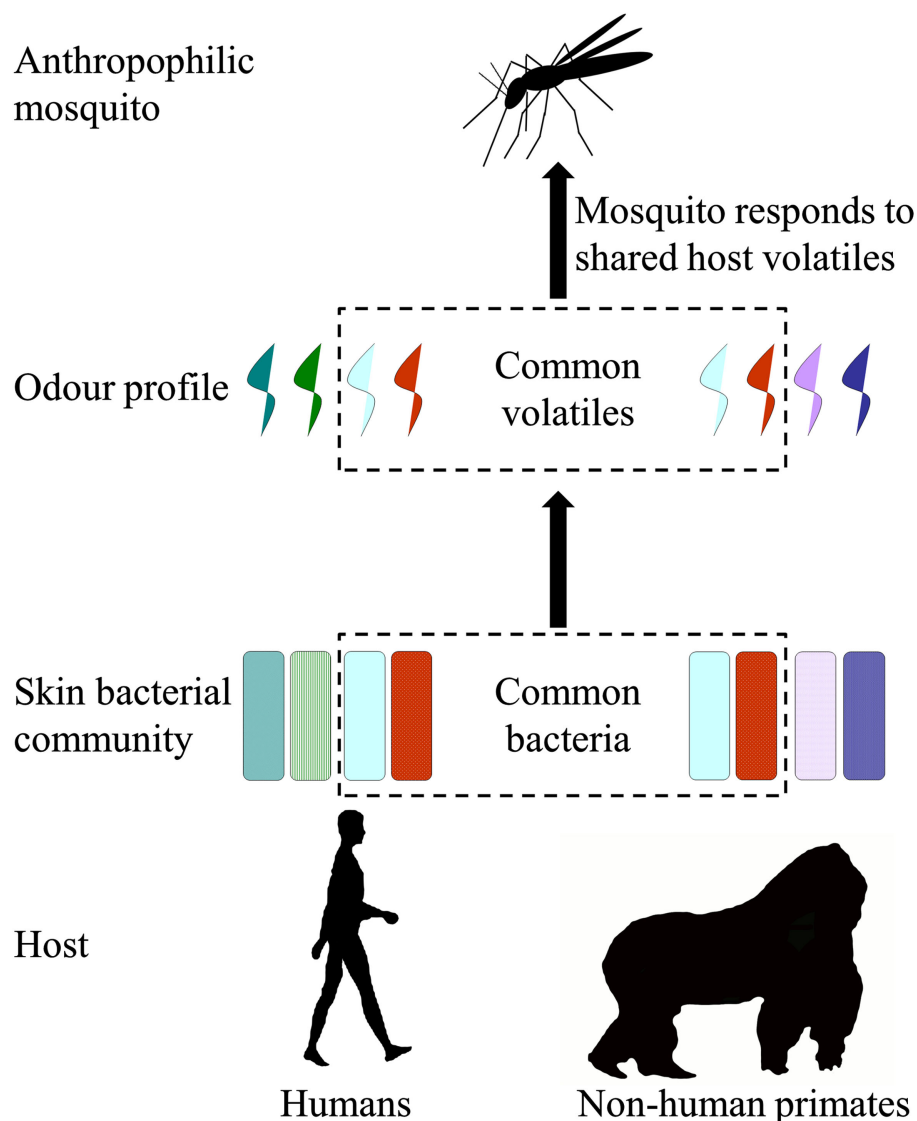 Anthropophilic
mosquito
Mosquito responds to
shared host volatiles
Odour profile
Common
volatiles
Skin bacterial
community
Common
bacteria
Host
Humans
Non-human primates